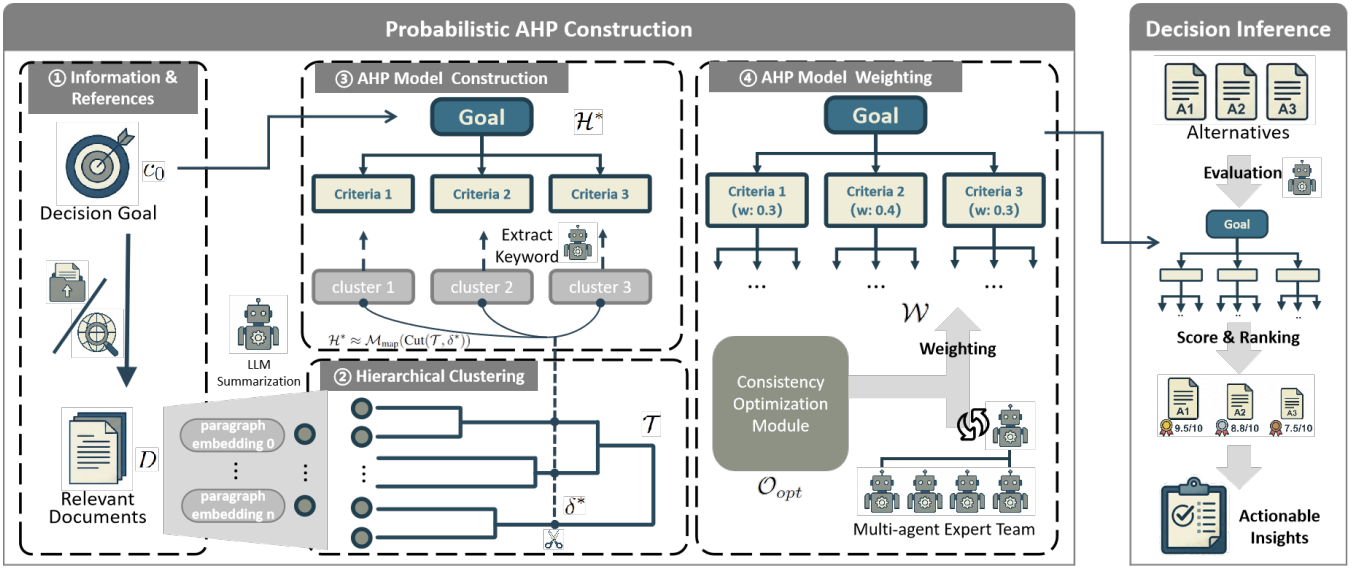 Probabilistic AHP Construction
① Information &
References
c₀
Decision Goal
Relevant
Documents
D
LLM
Summarization
paragraph
embedding 0
⋮
paragraph
embedding n
⋮
② Hierarchical Clustering
⋮
T
δ*
③ AHP Model Construction
Goal
H*
Criteria 1
Criteria 2
Criteria 3
Extract
Keyword
cluster 1
cluster 2
cluster 3
H* ≈ M_map(Cut(T, δ*))
④ AHP Model Weighting
Goal
Criteria 1
(w: 0.3)
Criteria 2
(w: 0.4)
Criteria 3
(w: 0.3)
...
...
...
W
Weighting
Consistency
Optimization
Module
O_opt
Multi-agent Expert Team
Decision Inference
A1
A2
A3
Alternatives
Evaluation
Goal
..
..
..
Score & Ranking
A1
A2
A3
9.5/10
8.8/10
7.5/10
Actionable
Insights